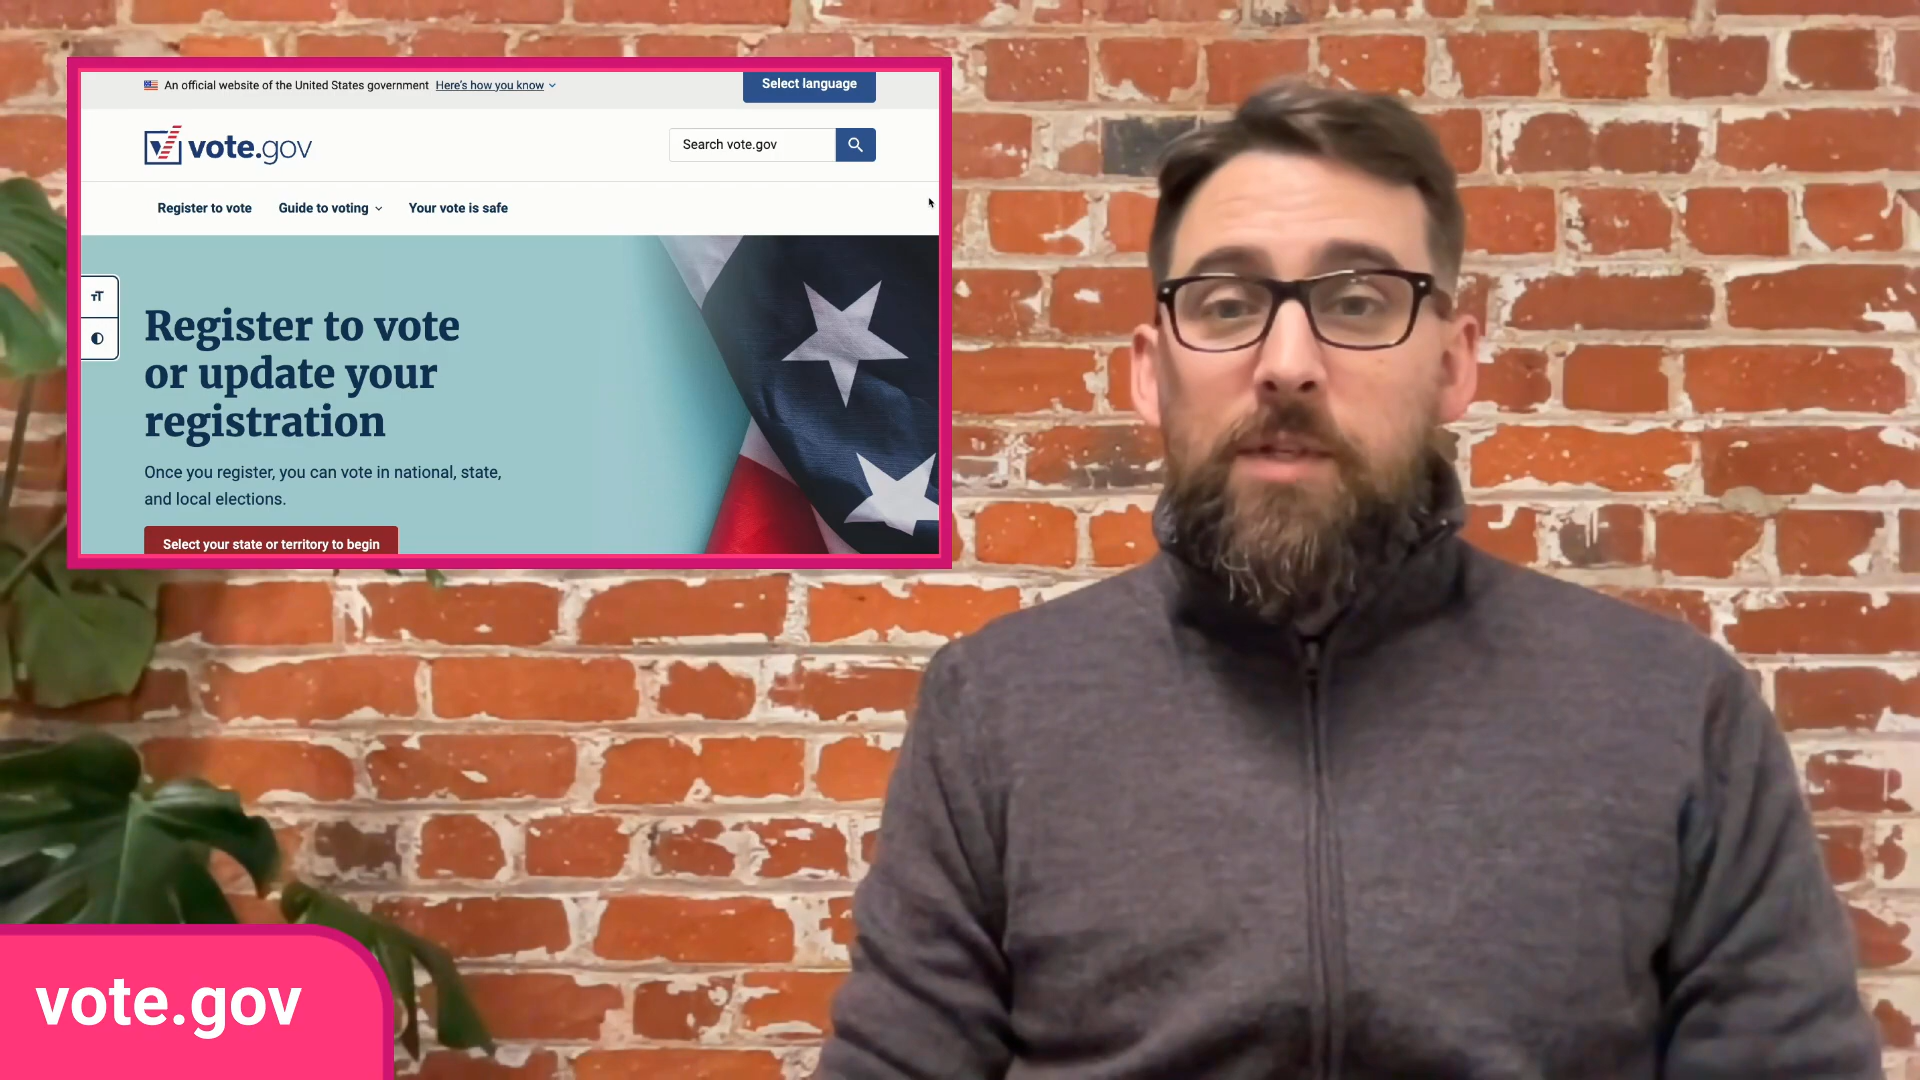 An official website of the United States government Here's how you know
Select language
vote.gov
Search vote.gov
Register to vote
Guide to voting
Your vote is safe
TT
Register to vote
or update your
registration
Once you register, you can vote in national, state,
and local elections.
Select your state or territory to begin
vote.gov